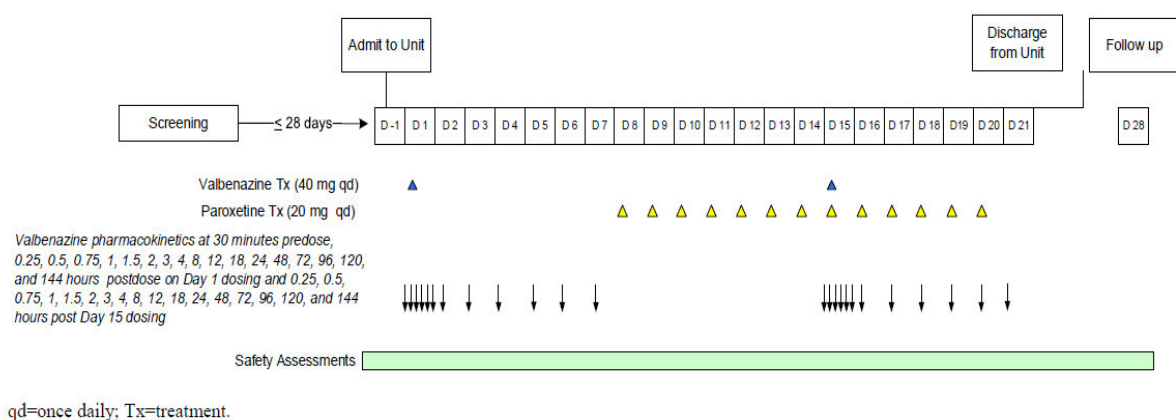 Admit to Unit
Discharge
from Unit
Follow up
Screening
≤ 28 days
D -1
D 1
D 2
D 3
D 4
D 5
D 6
D 7
D 8
D 9
D 10
D 11
D 12
D 13
D 14
D 15
D 16
D 17
D 18
D19
D 20
D 21
D 28
Valbenazine Tx (40 mg qd)
Paroxetine Tx (20 mg qd)
Valbenazine pharmacokinetics at 30 minutes predose,
0.25, 0.5, 0.75, 1, 1.5, 2, 3, 4, 8, 12, 18, 24, 48, 72, 96, 120,
and 144 hours postdose on Day 1 dosing and 0.25, 0.5,
0.75, 1, 1.5, 2, 3, 4, 8, 12, 18, 24, 48, 72, 96, 120, and 144
hours post Day 15 dosing
Safety Assessments
qd=once daily; Tx=treatment.